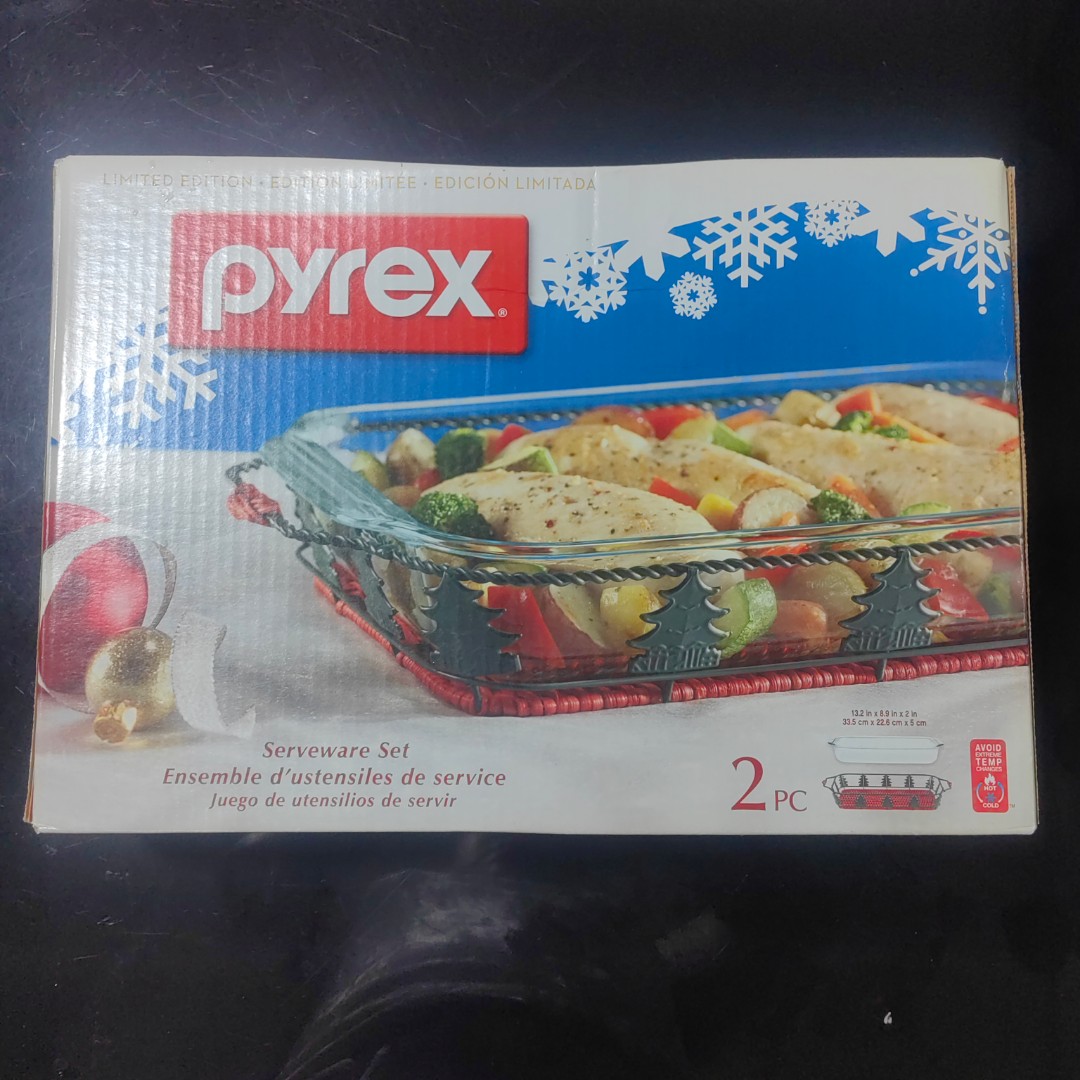 LIMITED EDITION • EDITION LIMITÉE • EDICIÓN LIMITADA
pyrex®
Serveware Set
Ensemble d'ustensiles de service
Juego de utensilios de servir
2 PC
13.2 in x 8.9 in x 2 in
33.5 cm x 22.6 cm x 5 cm
AVOID
EXTREME
TEMP
CHANGES
HOT
COLD
TM